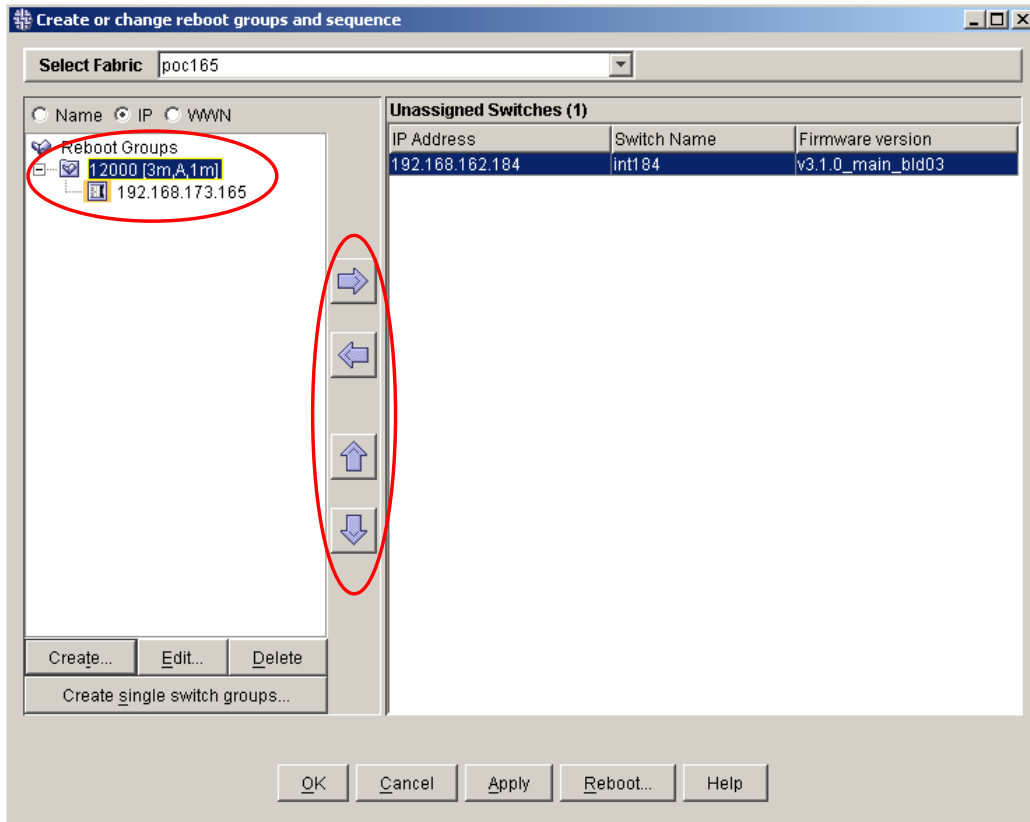 Create or change reboot groups and sequence
Select Fabric poc165
Name IP WWN
Reboot Groups
12000 [3m,A,1m]
192.168.173.165
Create... Edit... Delete
Create single switch groups...
Unassigned Switches (1)
IP Address Switch Name Firmware version
192.168.162.184 int184 v3.1.0_main_bld03
OK Cancel Apply Reboot... Help